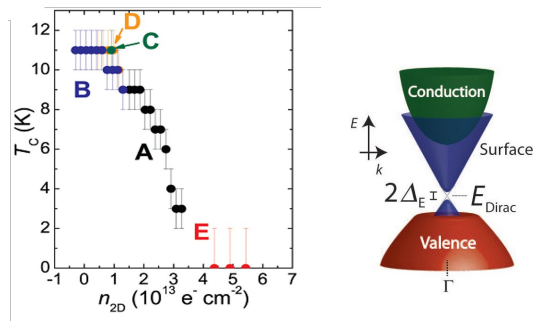 12
10
8
6
4
2
0
T_C (K)
D
C
B
A
E
-1 0 1 2 3 4 5 6 7
n_2D (10^13 e^- cm^-2)
Conduction
E
k
Surface
2Δ_E
E_Dirac
Valence
Γ